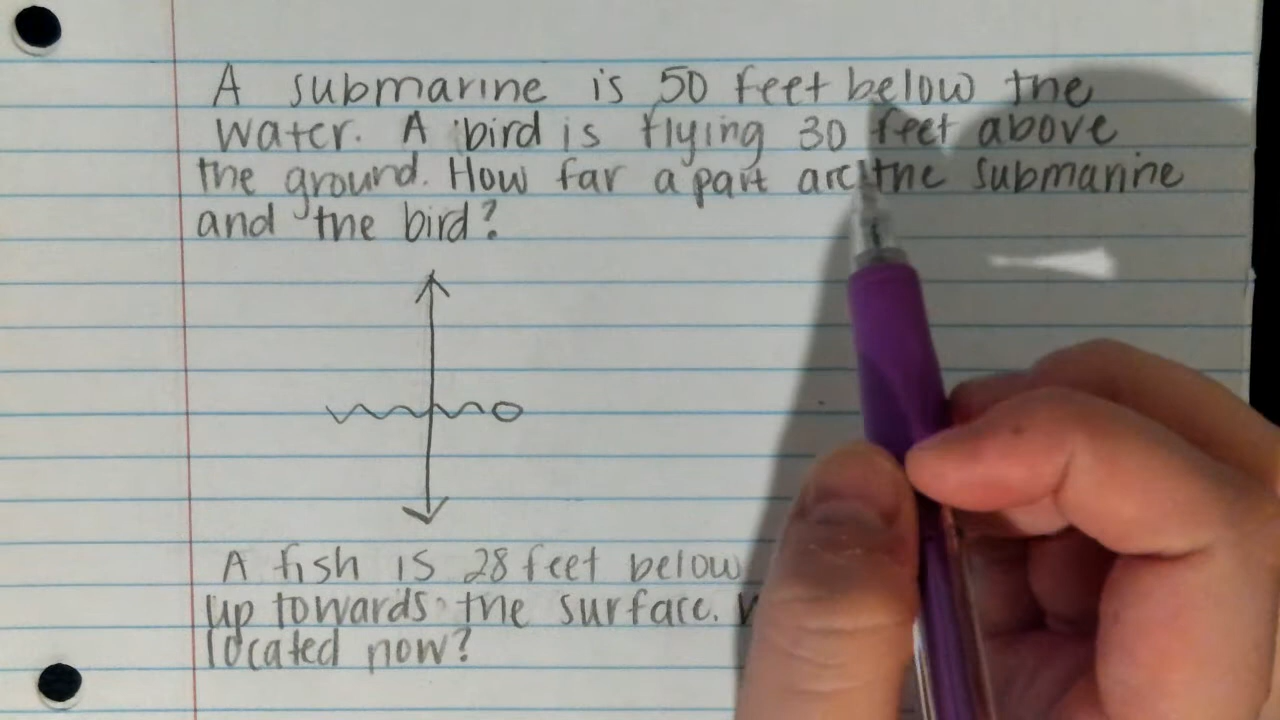 A submarine is 50 feet below the
water. A bird is flying 30 feet above
the ground. How far apart are the submarine
and the bird?
0
A fish is 28 feet below
up towards the surface.
located now?